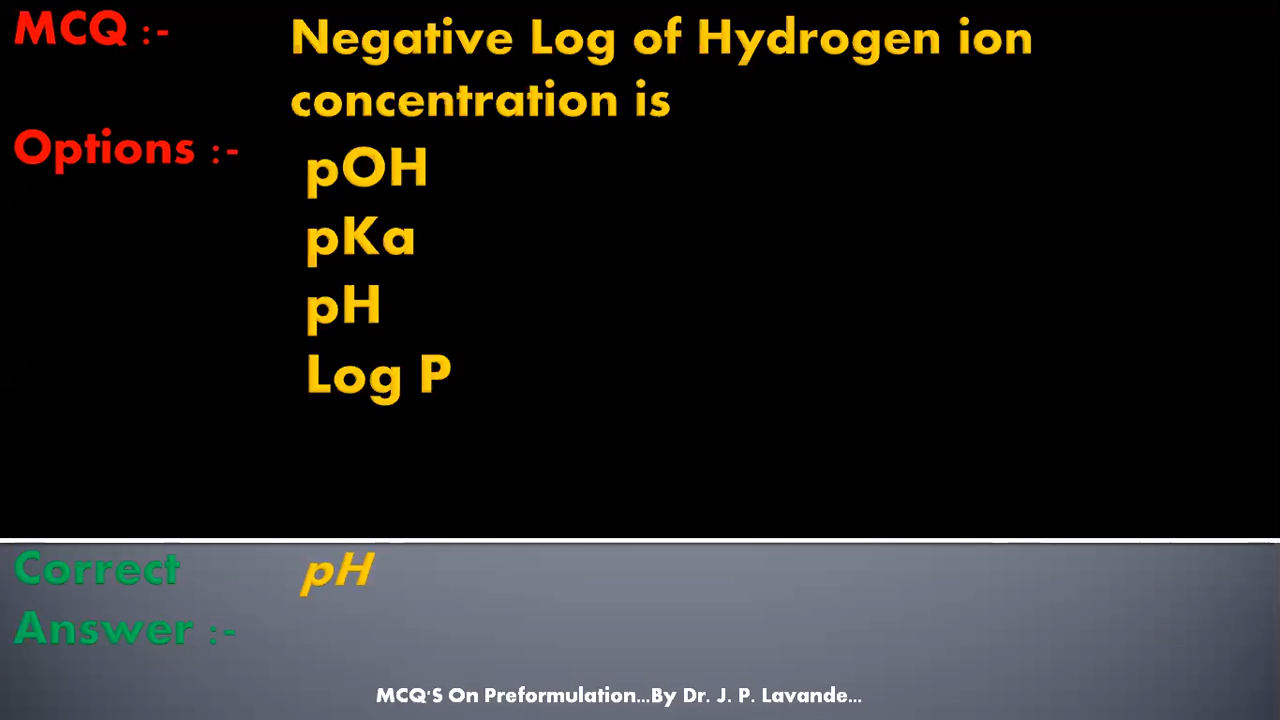 MCQ :-
Negative Log of Hydrogen ion
concentration is
Options :-
pOH
pKa
pH
Log P
Correct
Answer :-
pH
MCQ'S On Preformulation...By Dr. J. P. Lavande...